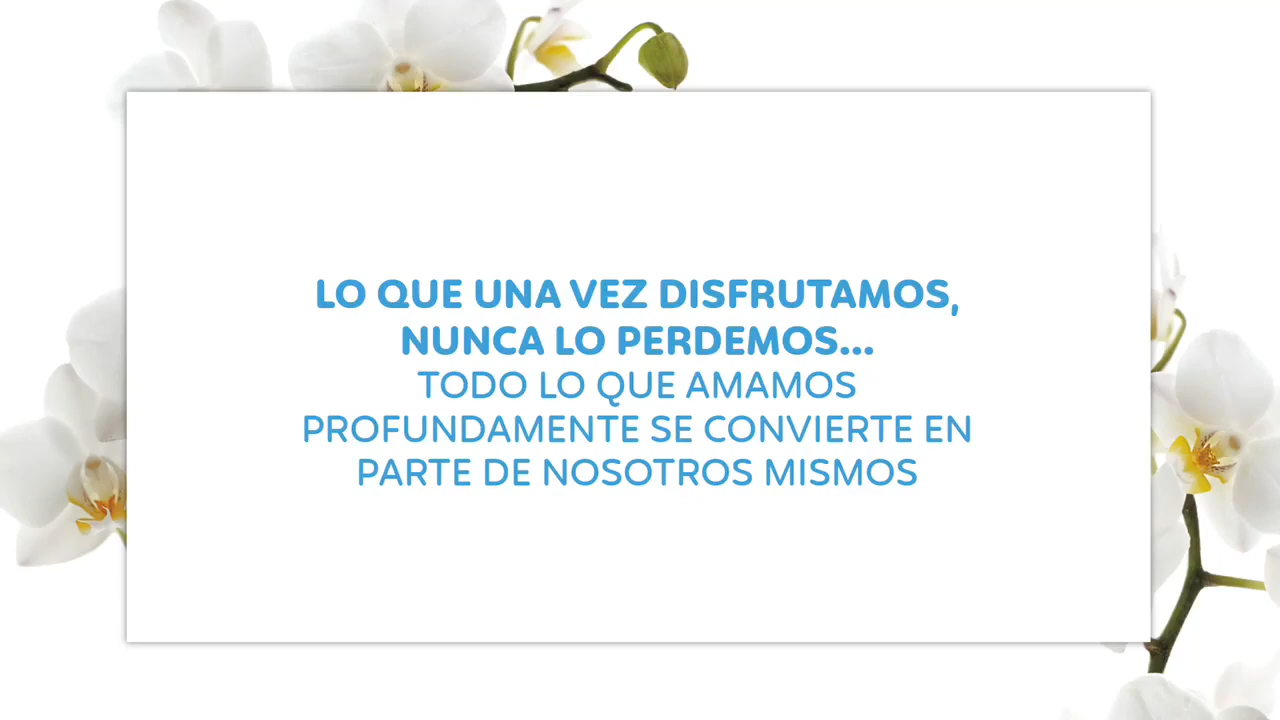 LO QUE UNA VEZ DISFRUTAMOS,
NUNCA LO PERDEMOS...
TODO LO QUE AMAMOS
PROFUNDAMENTE SE CONVIERTE EN
PARTE DE NOSOTROS MISMOS